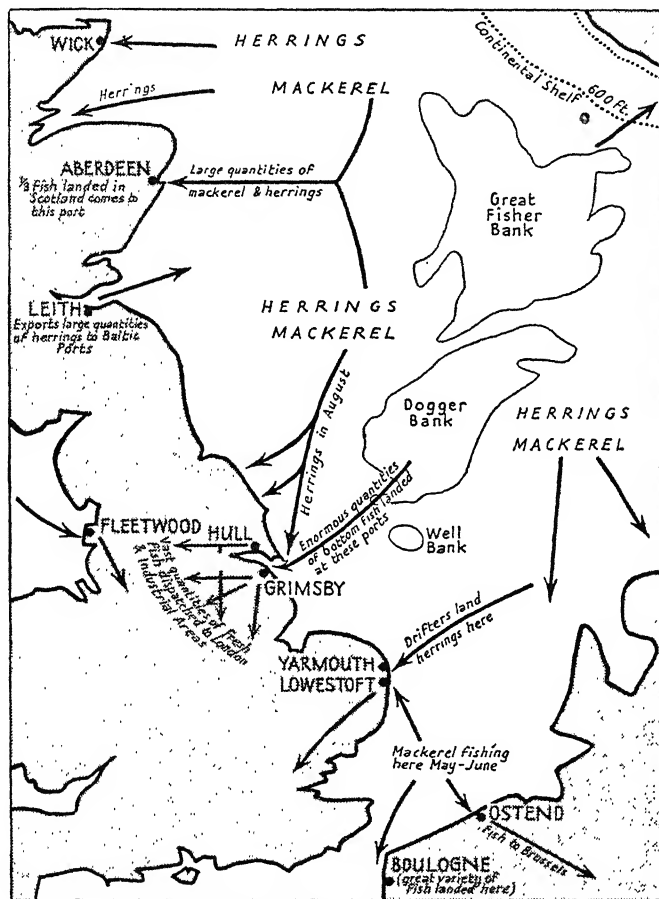 WICK
HERRINGS
Continental Shelf
600 Ft.
Herrings
MACKEREL
ABERDEEN
⅓ Fish landed in
Scotland comes to
this port
Large quantities of
mackerel & herrings
Great
Fisher
Bank
LEITH
Exports large quantities
of herrings to Baltic
Ports
HERRINGS
MACKEREL
Herrings in August
Dogger
Bank
HERRINGS
MACKEREL
Enormous quantities
of bottom fish landed
at these ports
Well
Bank
FLEETWOOD
HULL
GRIMSBY
Vast quantities of Fresh
fish dispatched to London
& Industrial Areas
Drifters land
herrings here
YARMOUTH
LOWESTOFT
Mackerel fishing
here May-June
OSTEND
Fish to Brussels
BOULOGNE
(great variety of
Fish landed here)